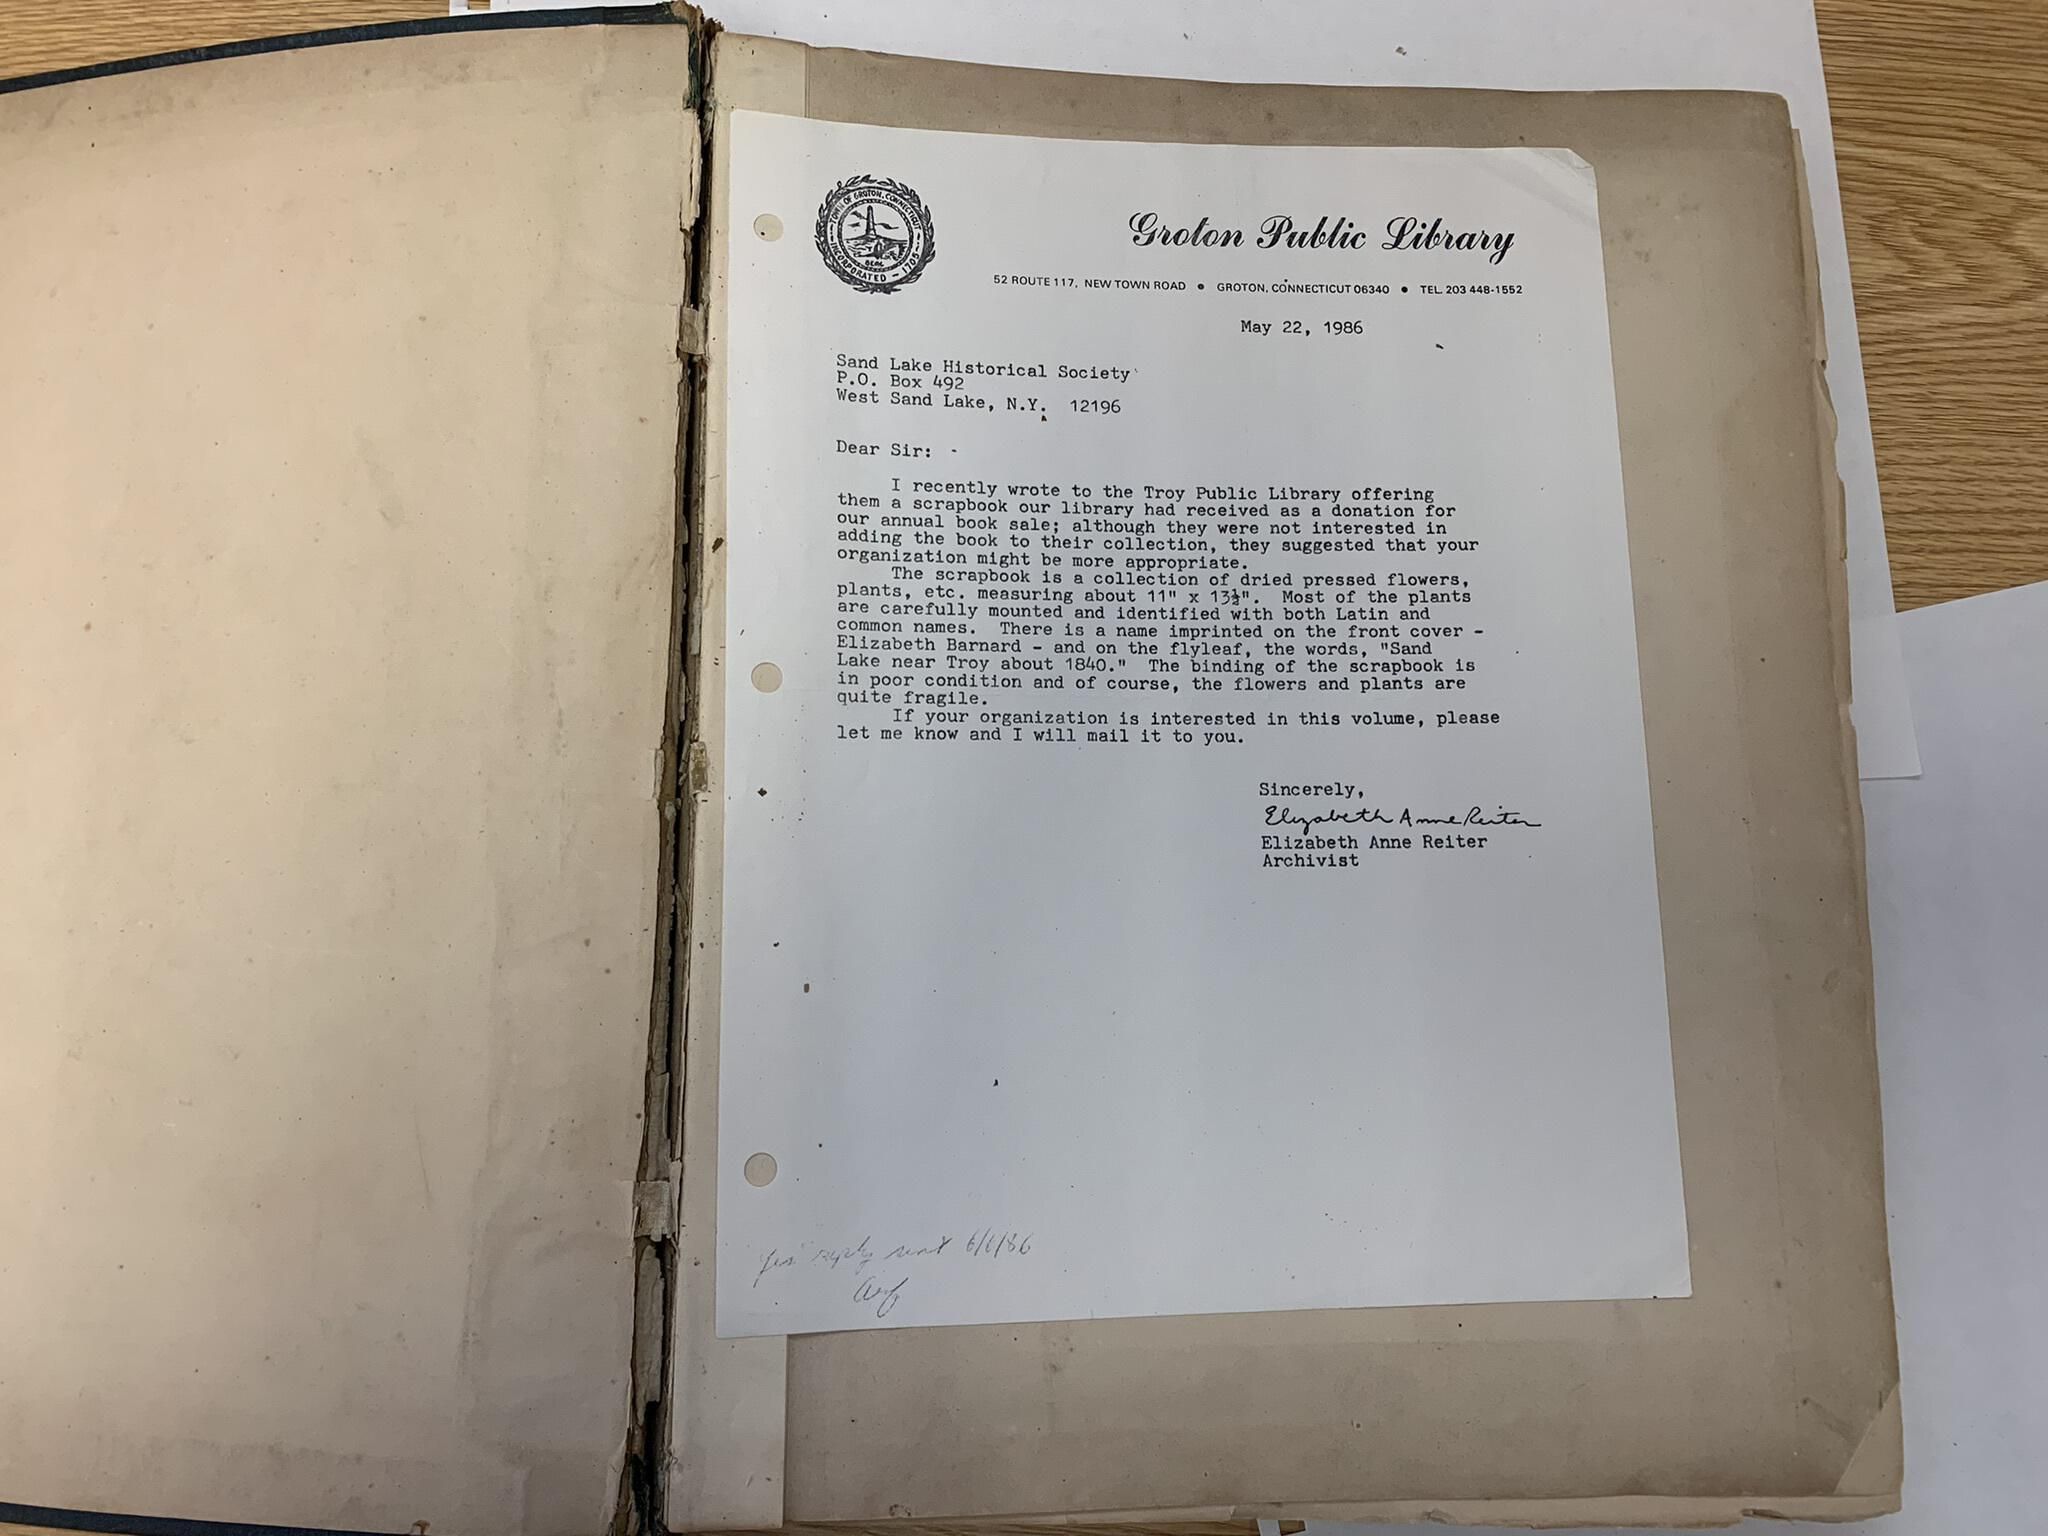 TOWN OF GROTON, CONNECTICUT
INCORPORATED - 1705
Groton Public Library
52 ROUTE 117, NEW TOWN ROAD • GROTON, CONNECTICUT 06340 • TEL. 203 448-1552
May 22, 1986
Sand Lake Historical Society
P.O. Box 492
West Sand Lake, N.Y. 12196
Dear Sir:
I recently wrote to the Troy Public Library offering
them a scrapbook our library had received as a donation for
our annual book sale; although they were not interested in
adding the book to their collection, they suggested that your
organization might be more appropriate.
The scrapbook is a collection of dried pressed flowers,
plants, etc. measuring about 11" x 13½". Most of the plants
are carefully mounted and identified with both Latin and
common names. There is a name imprinted on the front cover -
Elizabeth Barnard - and on the flyleaf, the words, "Sand
Lake near Troy about 1840." The binding of the scrapbook is
in poor condition and of course, the flowers and plants are
quite fragile.
If your organization is interested in this volume, please
let me know and I will mail it to you.
Sincerely,
Elizabeth Anne Reiter
Elizabeth Anne Reiter
Archivist
"Yes" reply sent 6/6/86